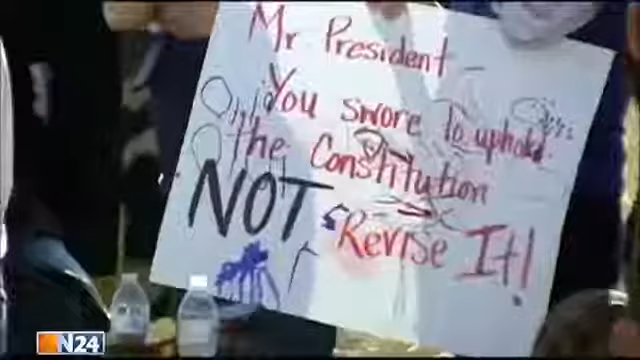 Mr President
You swore To uphold
the Constitution
NOT Revise It!
N24